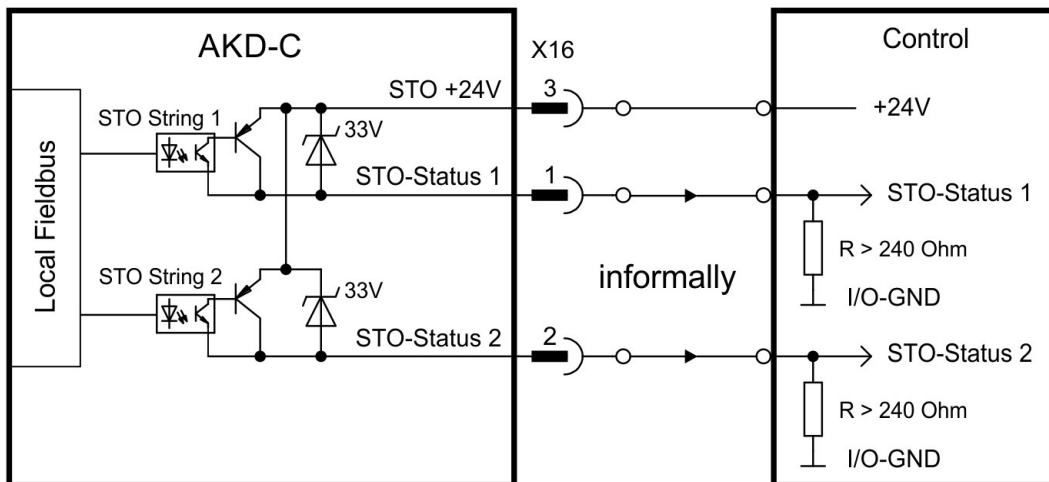 AKD-C
X16
Control
STO +24V
3
+24V
STO String 1
33V
STO-Status 1
1
STO-Status 1
R > 240 Ohm
I/O-GND
Local Fieldbus
informally
STO String 2
33V
STO-Status 2
2
STO-Status 2
R > 240 Ohm
I/O-GND